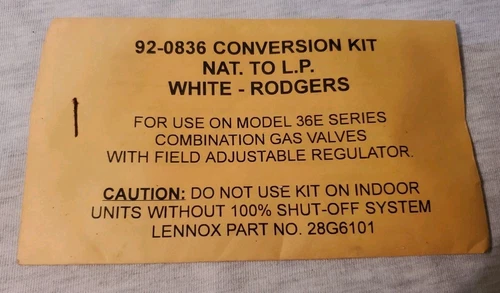 92-0836 CONVERSION KIT
NAT. TO L.P.
WHITE - RODGERS
FOR USE ON MODEL 36E SERIES
COMBINATION GAS VALVES
WITH FIELD ADJUSTABLE REGULATOR.
CAUTION: DO NOT USE KIT ON INDOOR
UNITS WITHOUT 100% SHUT-OFF SYSTEM
LENNOX PART NO. 28G6101